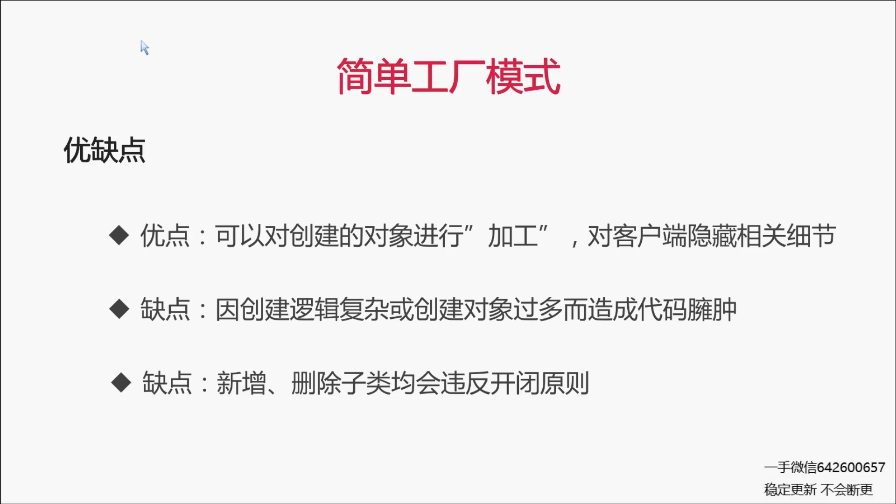 简单工厂模式
优缺点
◆ 优点：可以对创建的对象进行”加工”，对客户端隐藏相关细节
◆ 缺点：因创建逻辑复杂或创建对象过多而造成代码臃肿
◆ 缺点：新增、删除子类均会违反开闭原则
一手微信642600657
稳定更新 不会断更